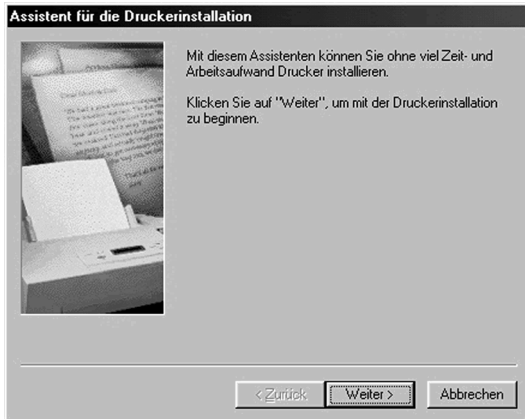 Assistent für die Druckerinstallation
Mit diesem Assistenten können Sie ohne viel Zeit- und
Arbeitsaufwand Drucker installieren.
Klicken Sie auf "Weiter", um mit der Druckerinstallation
zu beginnen.
< Zurück
Weiter >
Abbrechen